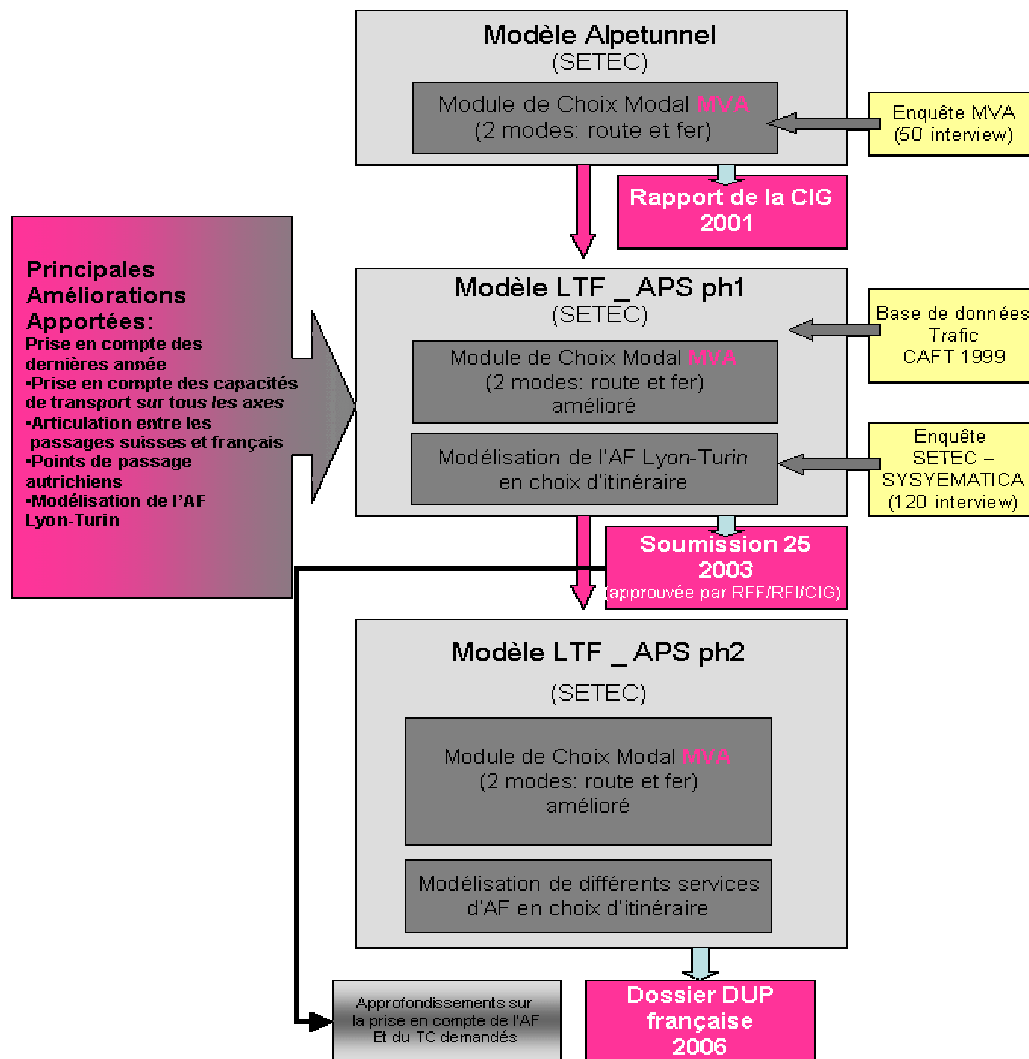 Modèle Alpetunnel
(SETEC)
Module de Choix Modal MVA
(2 modes: route et fer)
Enquête MVA
(50 interview)
Rapport de la CIG
2001
Principales
Améliorations
Apportées:
Prise en compte des
dernières année
•Prise en compte des capacités
de transport sur tous les axes
•Articulation entre les
passages suisses et français
•Points de passage
autrichiens
•Modélisation de l'AF
Lyon-Turin
Modèle LTF _ APS ph1
(SETEC)
Module de Choix Modal MVA
(2 modes: route et fer)
amélioré
Modélisation de l'AF Lyon-Turin
en choix d'itinéraire
Base de données
Trafic
CAFT 1999
Enquête
SETEC –
SYSYEMATICA
(120 interview)
Soumission 25
2003
(approuvée par RFF/RFI/CIG)
Modèle LTF _ APS ph2
(SETEC)
Module de Choix Modal MVA
(2 modes: route et fer)
amélioré
Modélisation de différents services
d'AF en choix d'itinéraire
Approfondissements sur
la prise en compte de l'AF
Et du TC demandés
Dossier DUP
française
2006